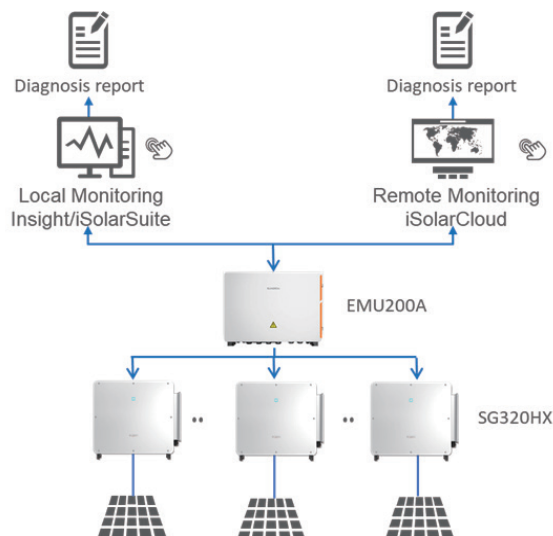 Diagnosis report
Diagnosis report
Local Monitoring
Insight/iSolarSuite
Remote Monitoring
iSolarCloud
EMU200A
SG320HX